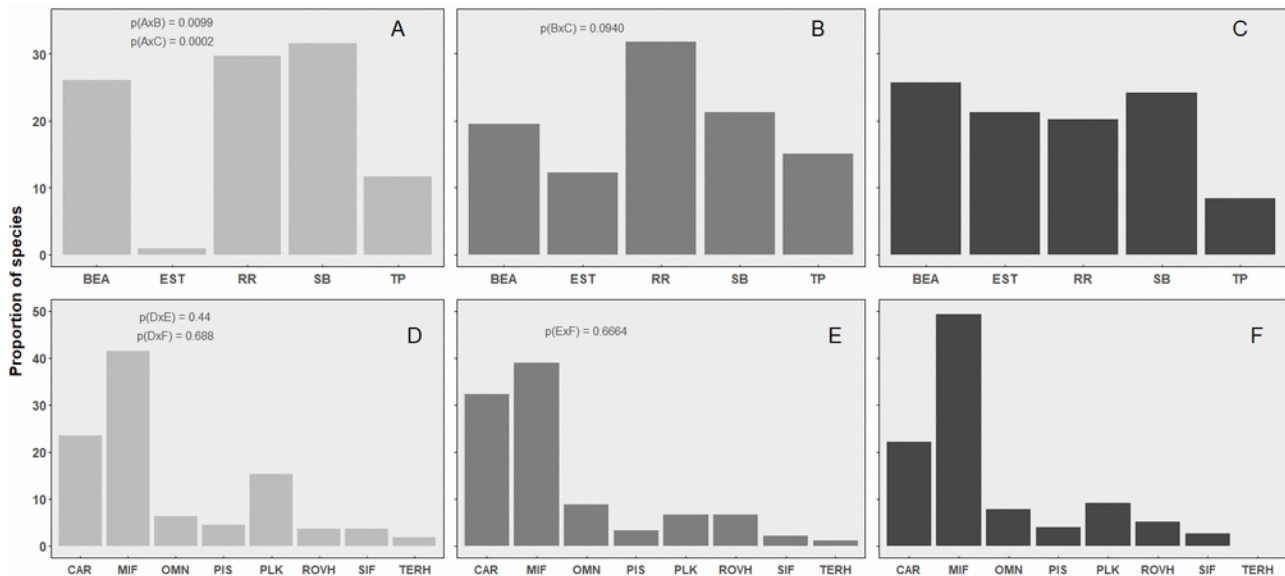 p(AxB) = 0.0099
p(AxC) = 0.0002
A
p(BxC) = 0.0940
B
C
30
20
10
0
BEA EST RR SB TP
BEA EST RR SB TP
BEA EST RR SB TP
Proportion of species
p(DxE) = 0.44
p(DxF) = 0.688
D
p(ExF) = 0.6664
E
F
50
40
30
20
10
0
CAR MIF OMN PIS PLK ROVH SIF TERH
CAR MIF OMN PIS PLK ROVH SIF TERH
CAR MIF OMN PIS PLK ROVH SIF TERH